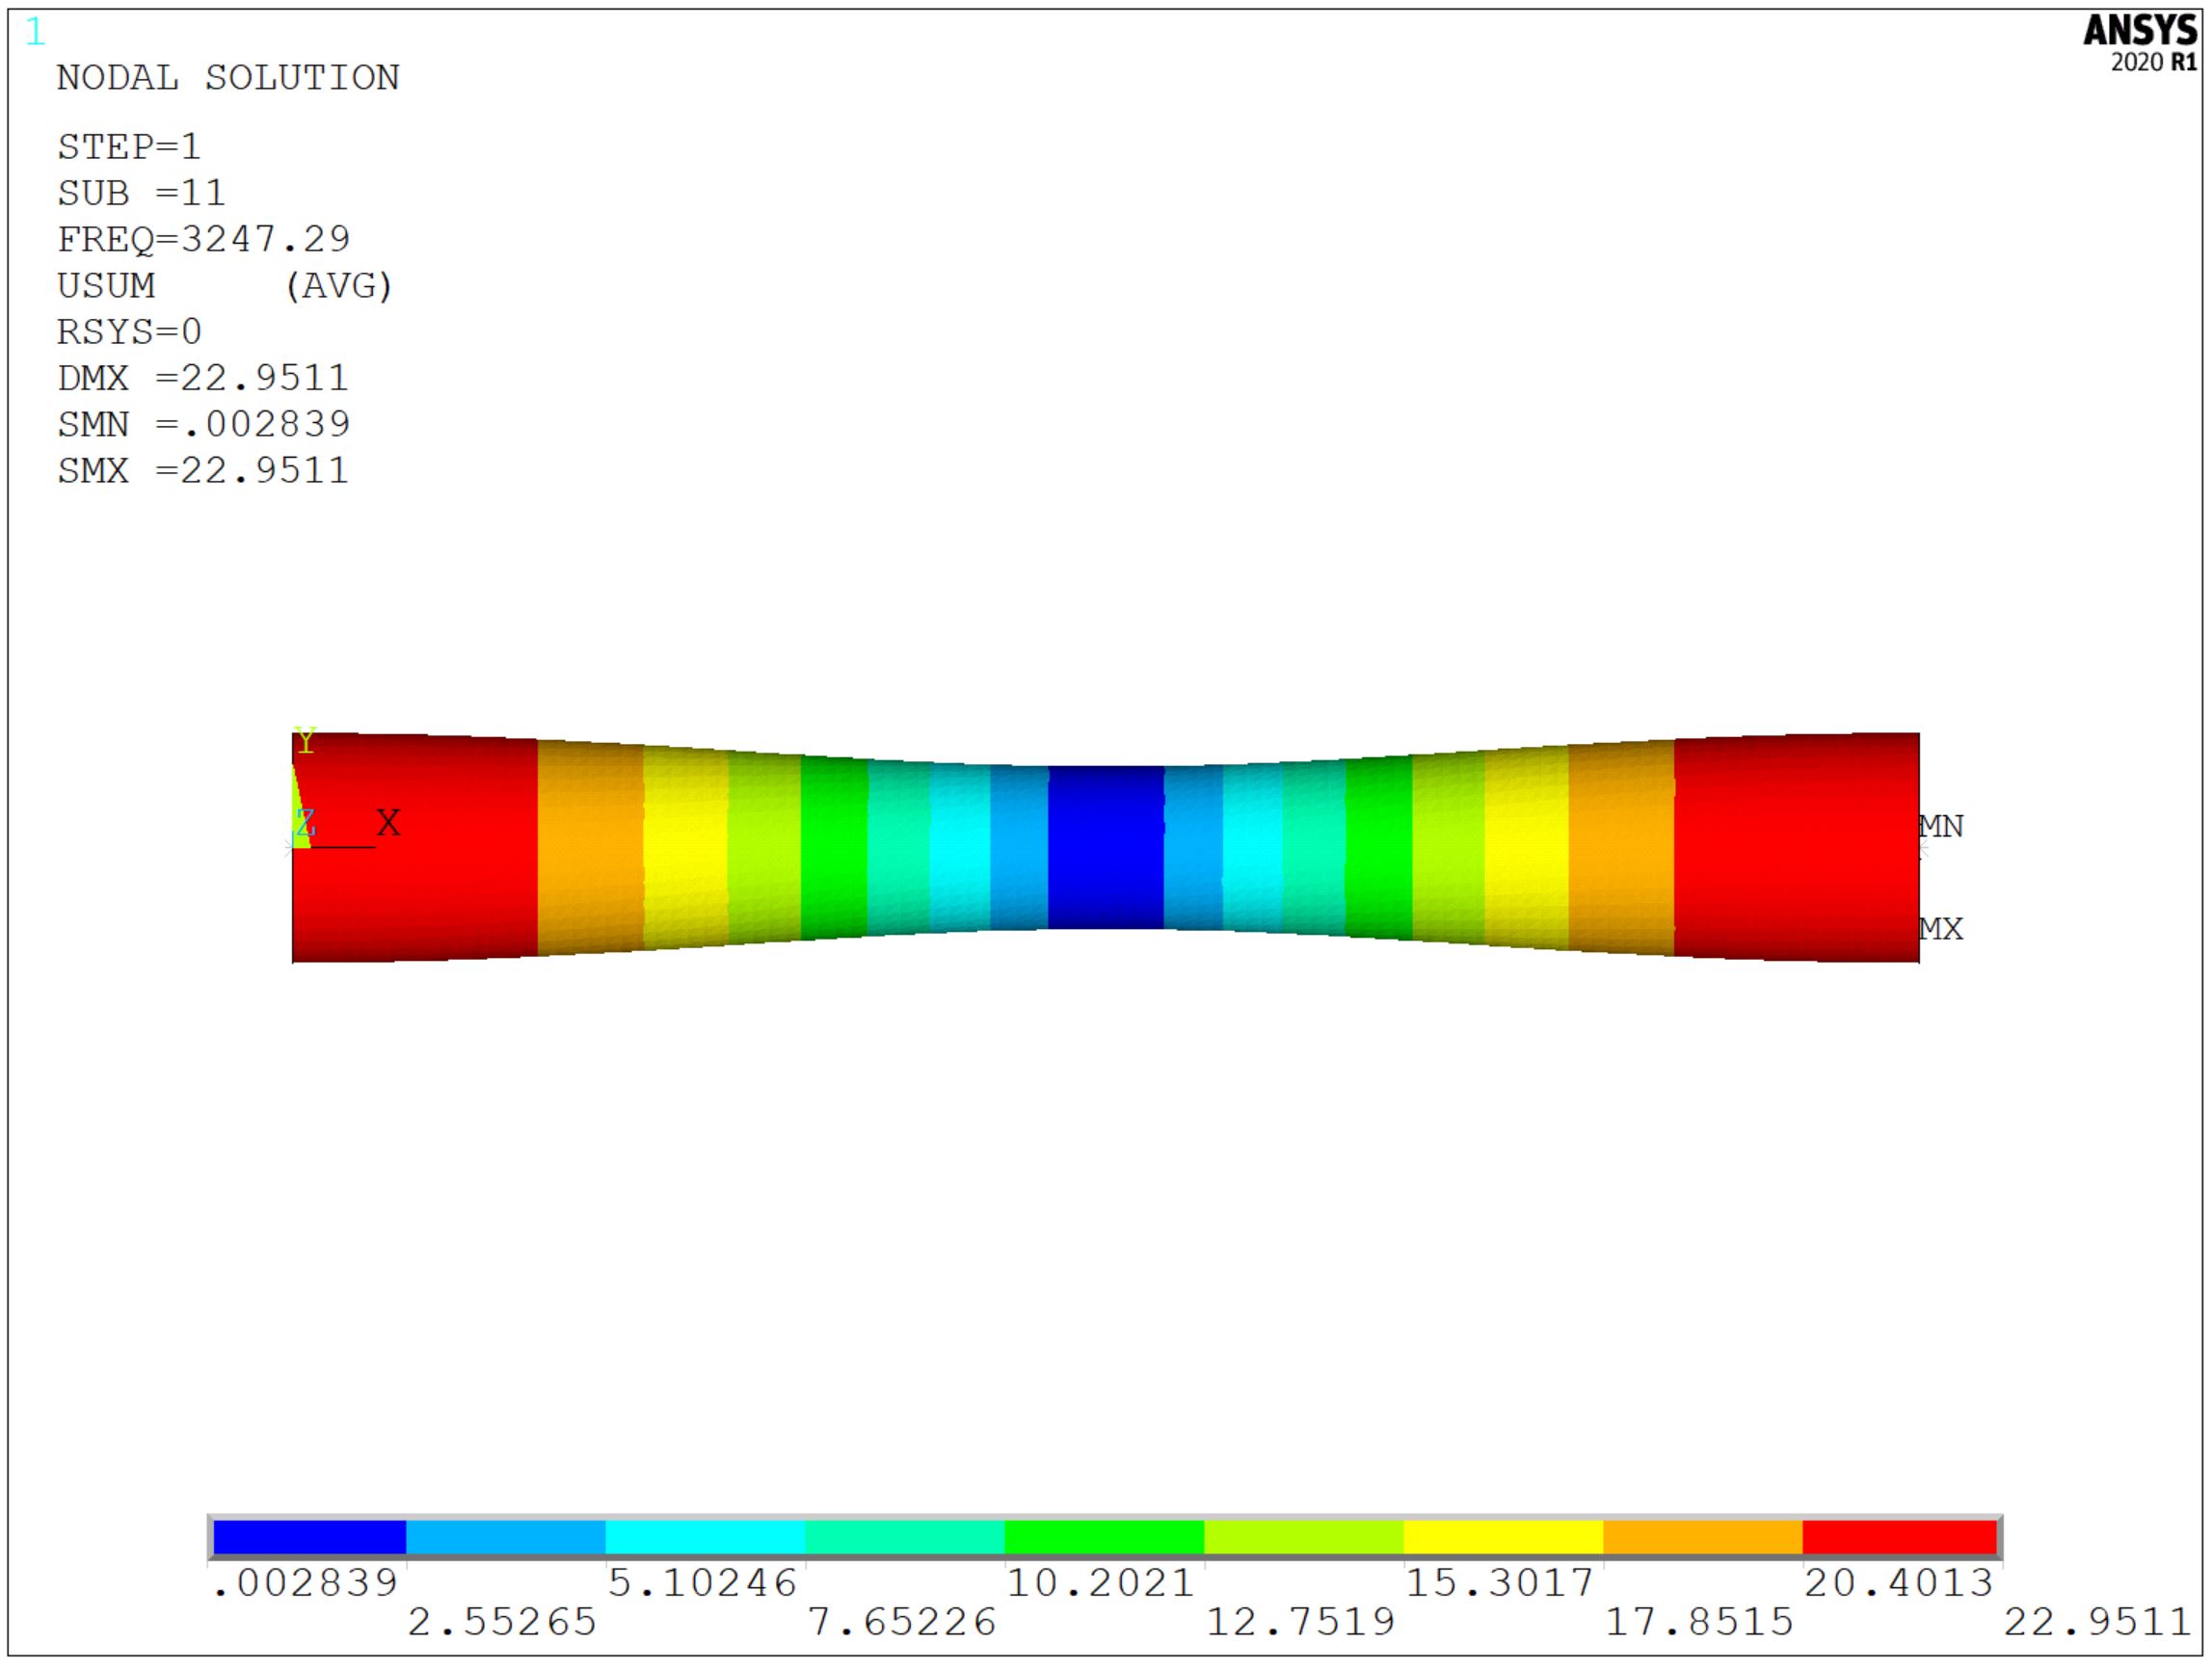 1
ANSYS
2020 R1
NODAL SOLUTION
STEP=1
SUB =11
FREQ=3247.29
USUM (AVG)
RSYS=0
DMX =22.9511
SMN =.002839
SMX =22.9511
Y
Z X
MN
MX
.002839 5.10246 10.2021 15.3017 20.4013
2.55265 7.65226 12.7519 17.8515 22.9511